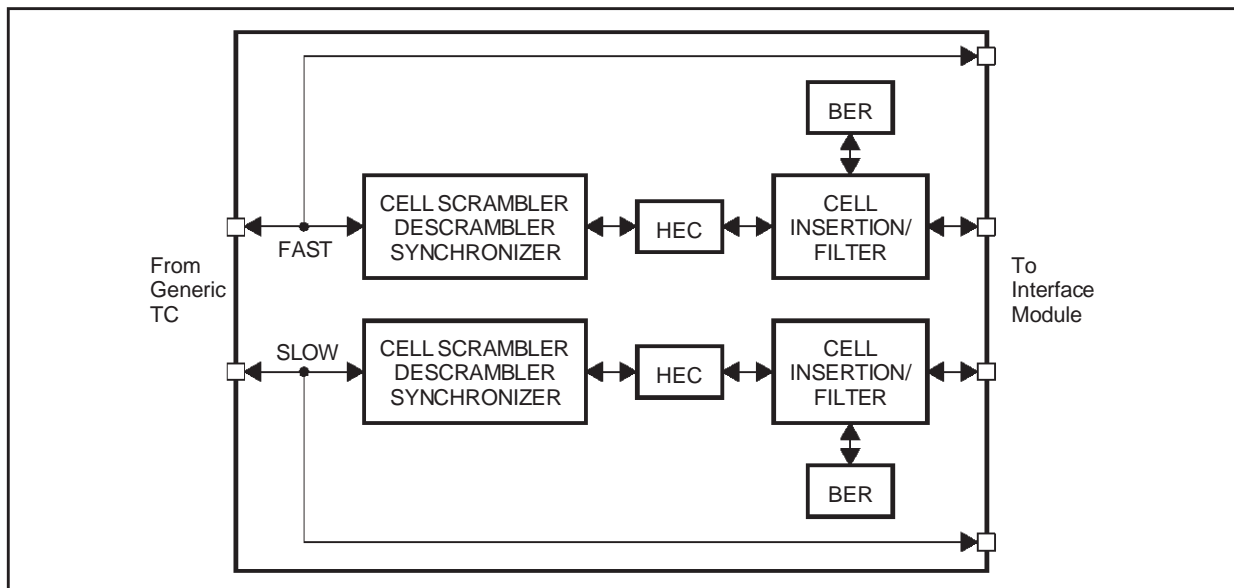 BER
CELL SCRAMBLER
DESCRAMBLER
SYNCHRONIZER
HEC
CELL
INSERTION/
FILTER
FAST
From
Generic
TC
To
Interface
Module
SLOW
CELL SCRAMBLER
DESCRAMBLER
SYNCHRONIZER
HEC
CELL
INSERTION/
FILTER
BER